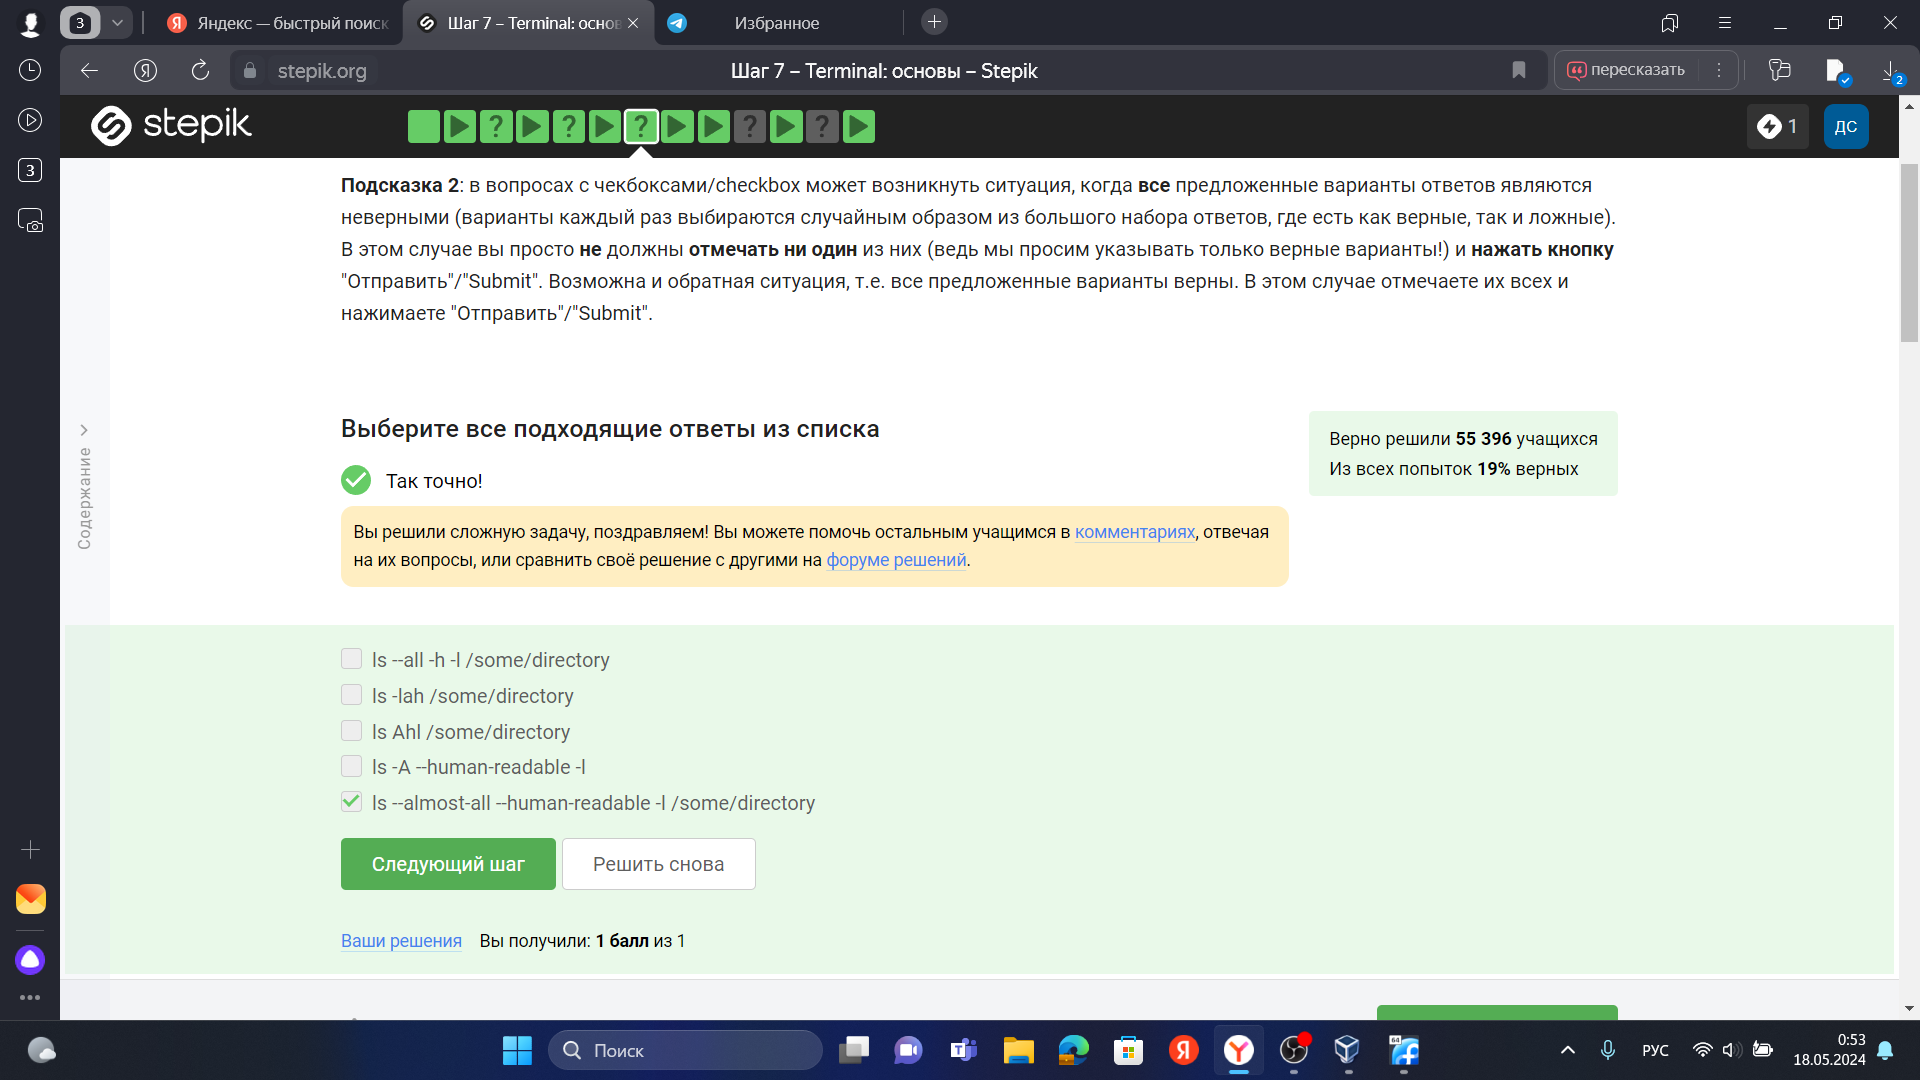 3
Яндекс — быстрый поиск
Шаг 7 – Terminal: основ
Избранное
stepik.org
Шаг 7 – Terminal: основы – Stepik
пересказать
2
3
stepik
? ? ? ? ?
1
ДС
Содержание
Подсказка 2: в вопросах с чекбоксами/checkbox может возникнуть ситуация, когда все предложенные варианты ответов являются
неверными (варианты каждый раз выбираются случайным образом из большого набора ответов, где есть как верные, так и ложные).
В этом случае вы просто не должны отмечать ни один из них (ведь мы просим указывать только верные варианты!) и нажать кнопку
"Отправить"/"Submit". Возможна и обратная ситуация, т.е. все предложенные варианты верны. В этом случае отмечаете их всех и
нажимаете "Отправить"/"Submit".
Выберите все подходящие ответы из списка
Верно решили 55 396 учащихся
Из всех попыток 19% верных
Так точно!
Вы решили сложную задачу, поздравляем! Вы можете помочь остальным учащимся в комментариях, отвечая
на их вопросы, или сравнить своё решение с другими на форуме решений.
ls --all -h -l /some/directory
ls -lah /some/directory
ls Ahl /some/directory
ls -A --human-readable -l
ls --almost-all --human-readable -l /some/directory
Следующий шаг
Решить снова
Ваши решения Вы получили: 1 балл из 1
Поиск
64
РУС
0:53
18.05.2024